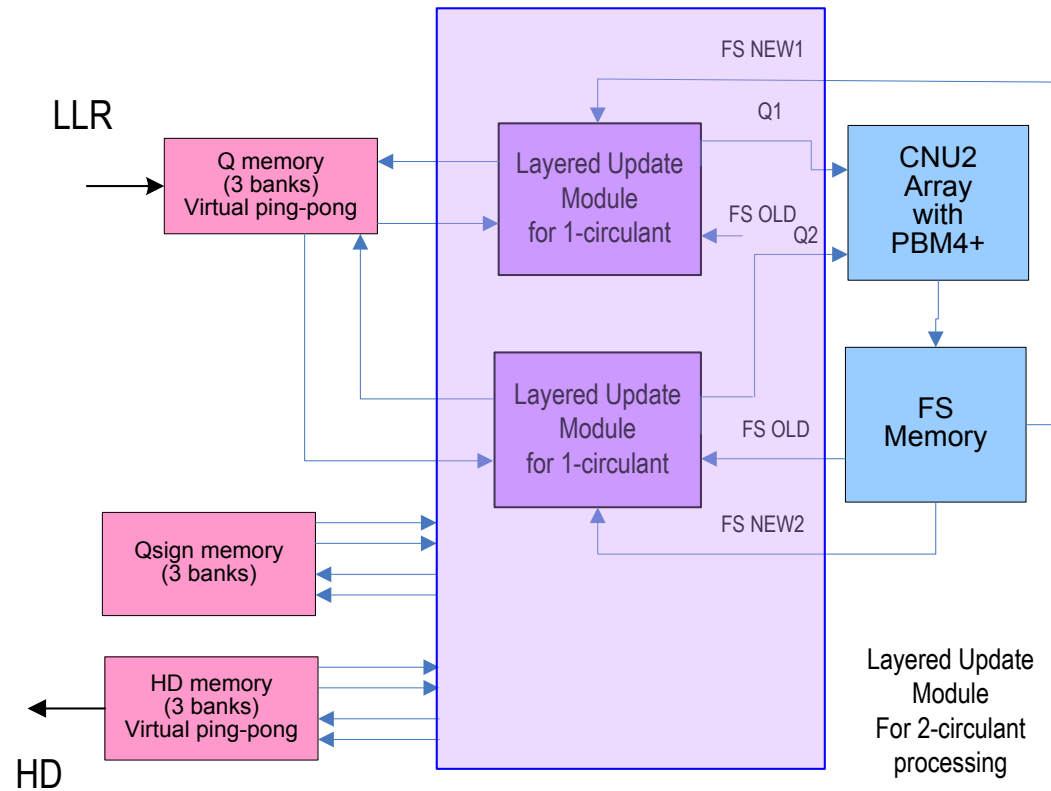 FS NEW1
LLR
Q1
Q memory
(3 banks)
Virtual ping-pong
Layered Update
Module
for 1-circulant
CNU2
Array
with
PBM4+
FS OLD
Q2
Layered Update
Module
for 1-circulant
FS OLD
FS
Memory
FS NEW2
Qsign memory
(3 banks)
HD memory
(3 banks)
Virtual ping-pong
HD
Layered Update
Module
For 2-circulant
processing